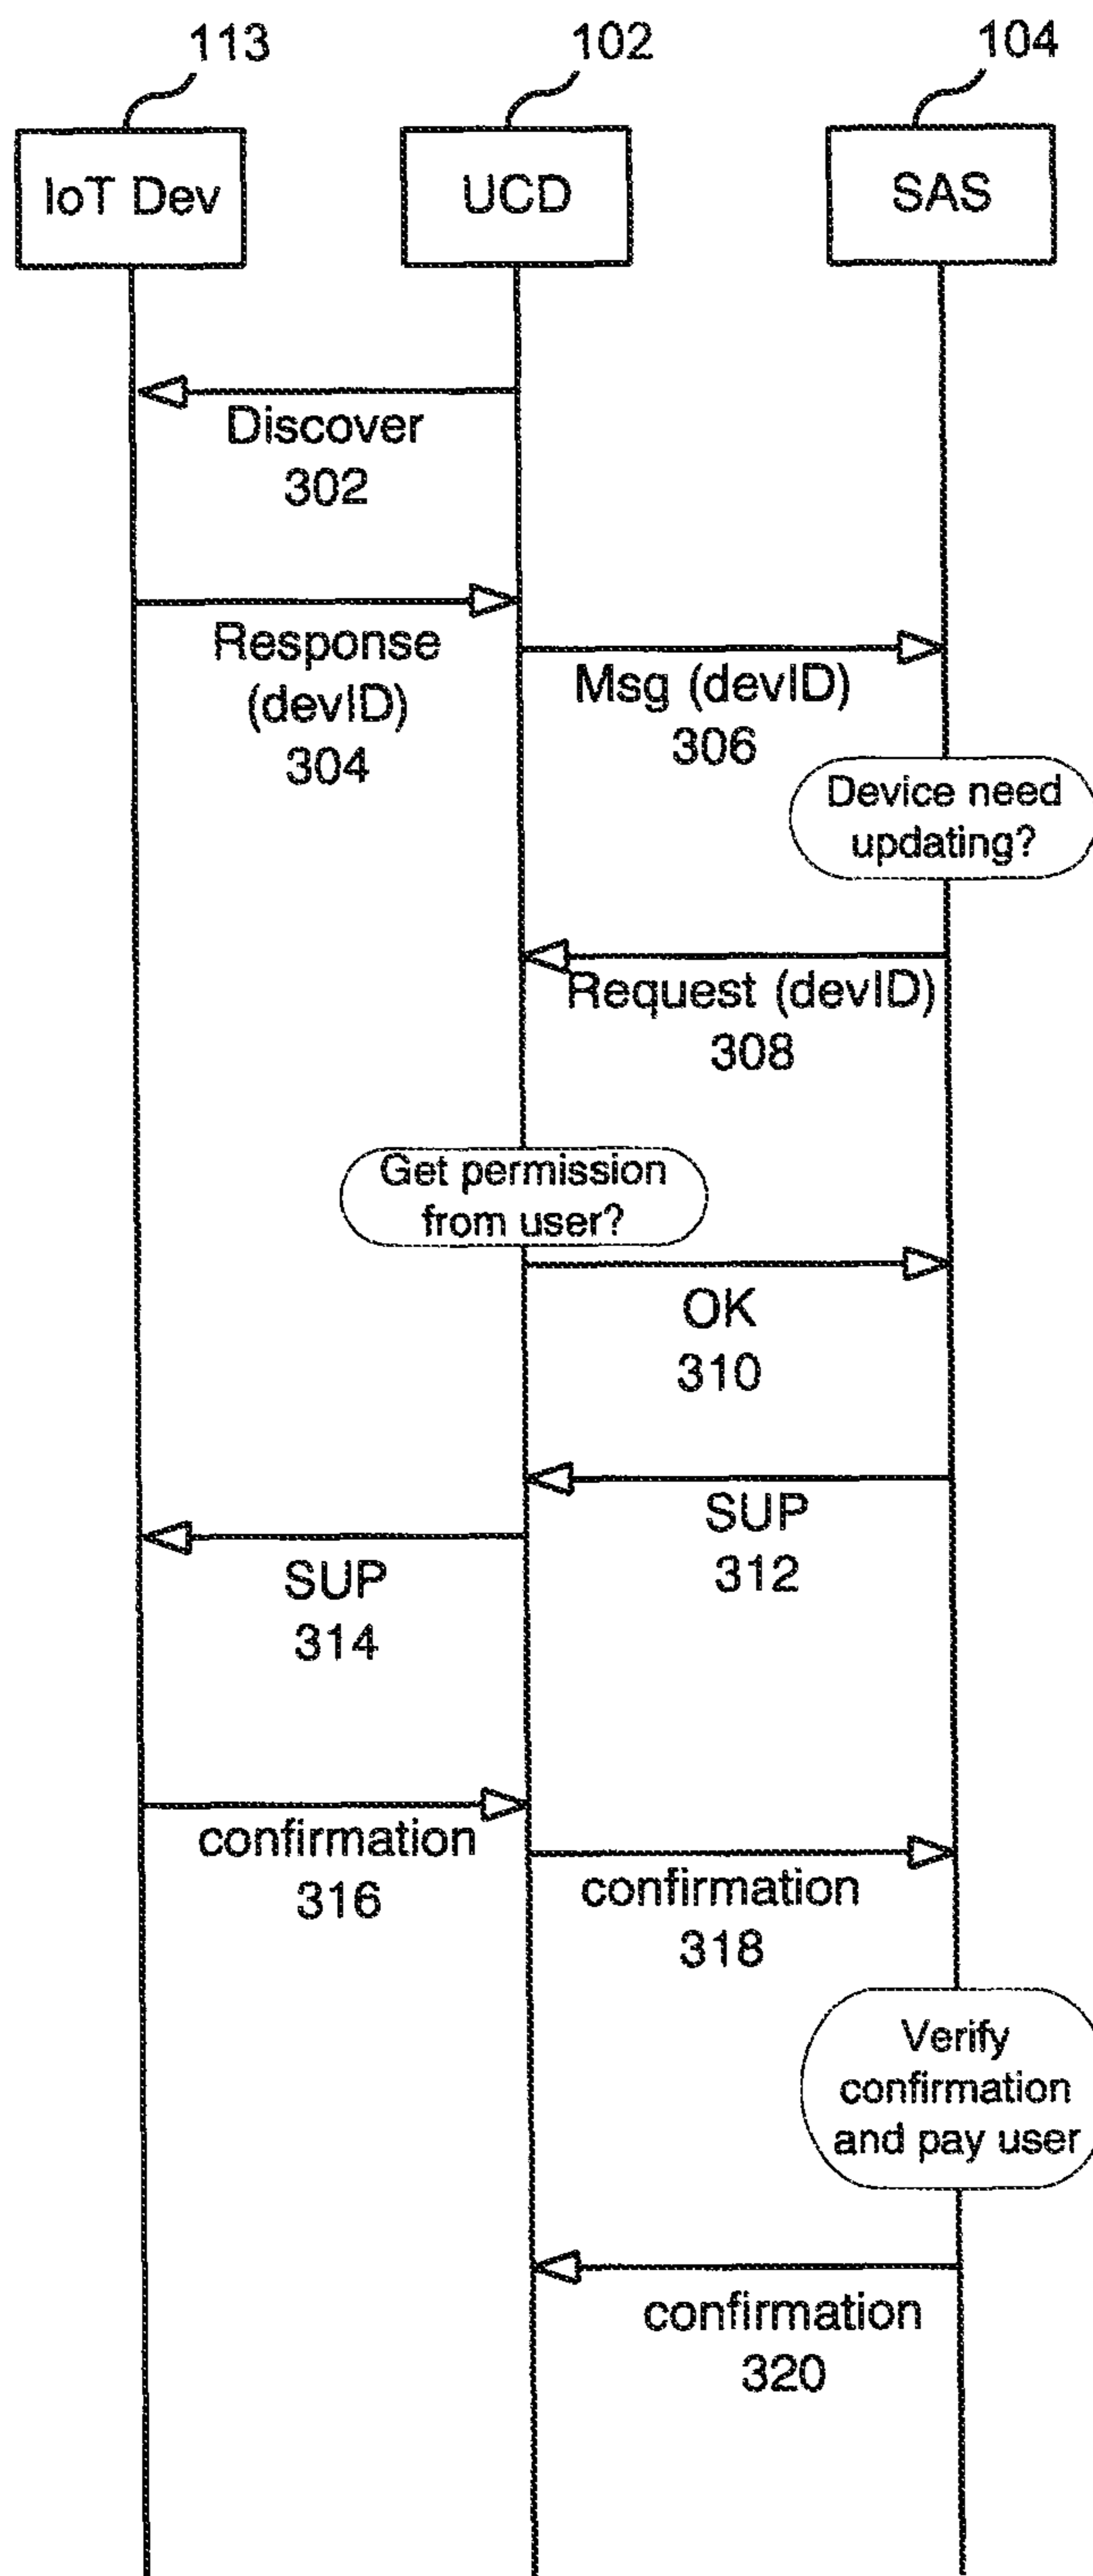 113
102
104
IoT Dev
UCD
SAS
Discover
302
Response
(devID)
304
Msg (devID)
306
Device need
updating?
Request (devID)
308
Get permission
from user?
OK
310
SUP
312
SUP
314
confirmation
316
confirmation
318
Verify
confirmation
and pay user
confirmation
320